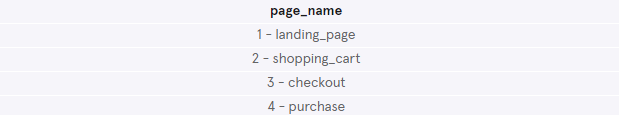 page_name
1 - landing_page
2 - shopping_cart
3 - checkout
4 - purchase